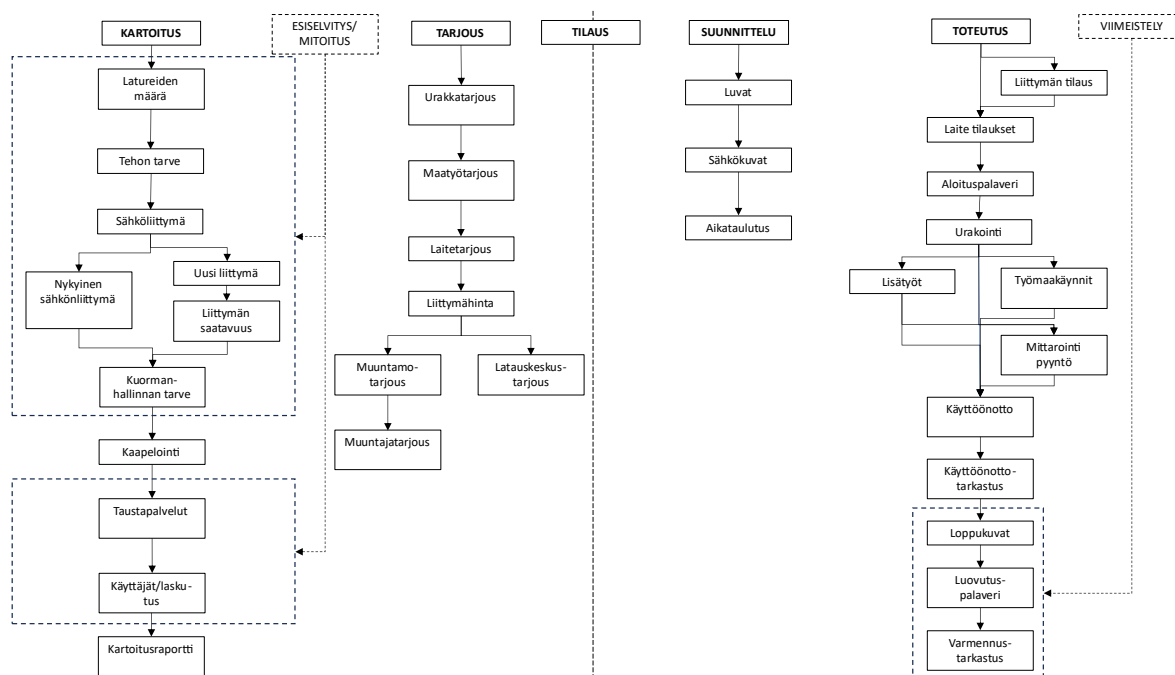 KARTOITUS
Latureiden
määrä
Tehon tarve
Sähköliittymä
Nykyinen
sähkönliittymä
Uusi liittymä
Liittymän
saatavuus
Kuorman-
hallinnan tarve
Kaapelointi
Taustapalvelut
Käyttäjät/lasku-
tus
Kartoitusraportti
ESISELVITYS/
MITOITUS
TARJOUS
Urakkatarjous
Maatyötarjous
Laitetarjous
Liittymähinta
Muuntamo-
tarjous
Latauskeskus-
tarjous
Muuntajatarjous
TILAUS
SUUNNITTELU
Luvat
Sähkökuvat
Aikataulutus
TOTEUTUS
Liittymän tilaus
Laite tilaukset
Aloituspalaveri
Urakointi
Lisätyöt
Työmaakäynnit
Mittarointi
pyyntö
Käyttöönotto
Käyttöönotto-
tarkastus
Loppukuvat
Luovutus-
palaveri
Varmennus-
tarkastus
VIIMEISTELY